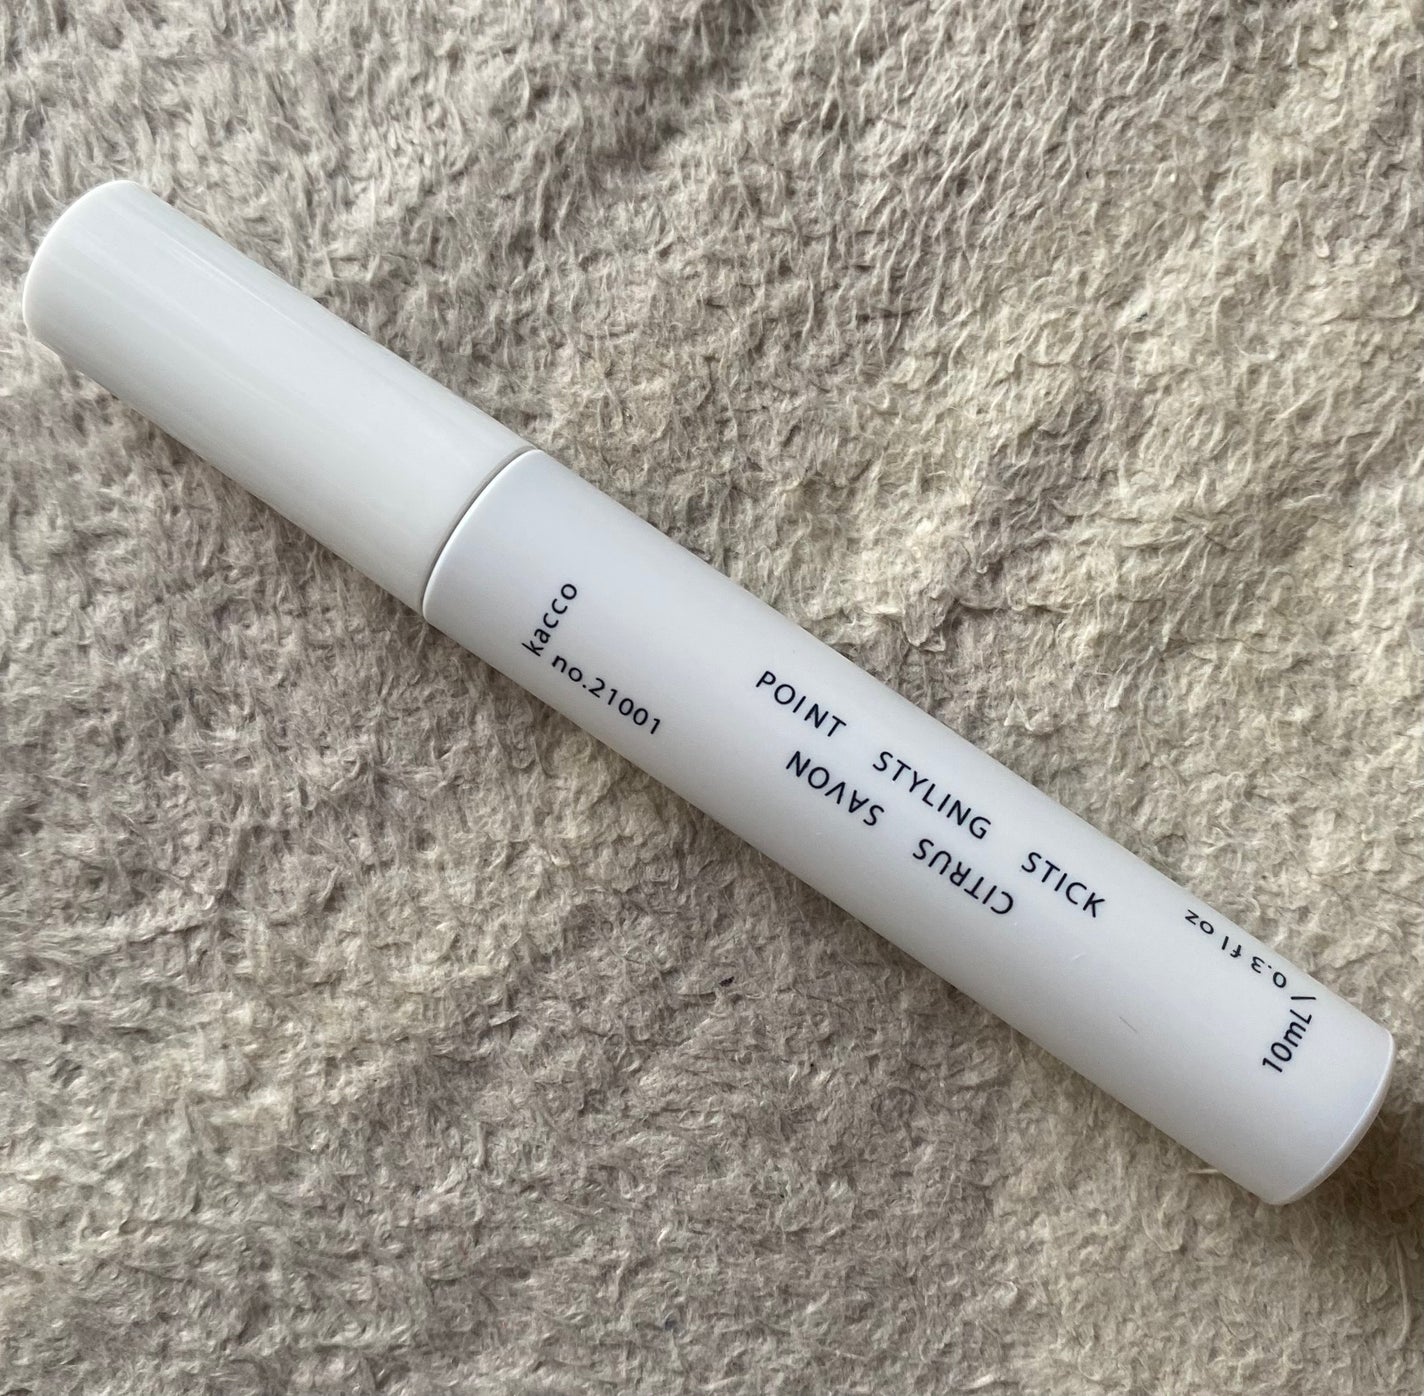 kacco
no.21001
POINT STYLING STICK
CITRUS SAVON
10mL / 0.3 fl oz